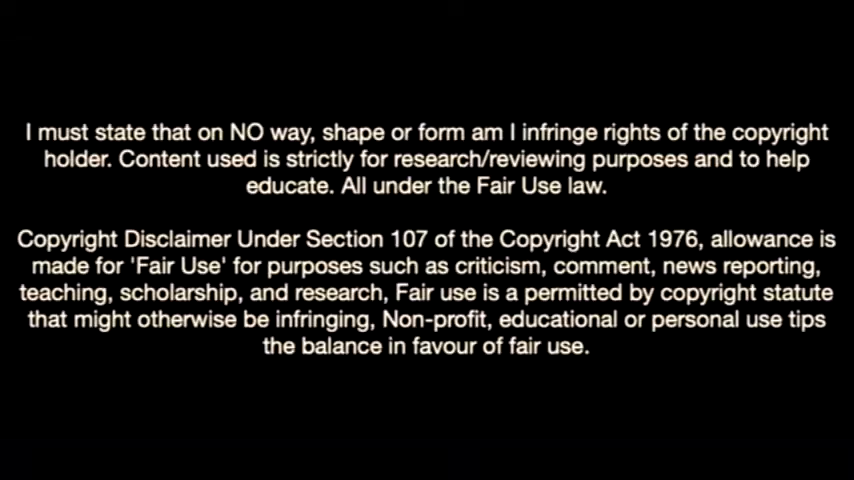 I must state that on NO way, shape or form am I infringe rights of the copyright
holder. Content used is strictly for research/reviewing purposes and to help
educate. All under the Fair Use law.
Copyright Disclaimer Under Section 107 of the Copyright Act 1976, allowance is
made for 'Fair Use' for purposes such as criticism, comment, news reporting,
teaching, scholarship, and research, Fair use is a permitted by copyright statute
that might otherwise be infringing, Non-profit, educational or personal use tips
the balance in favour of fair use.